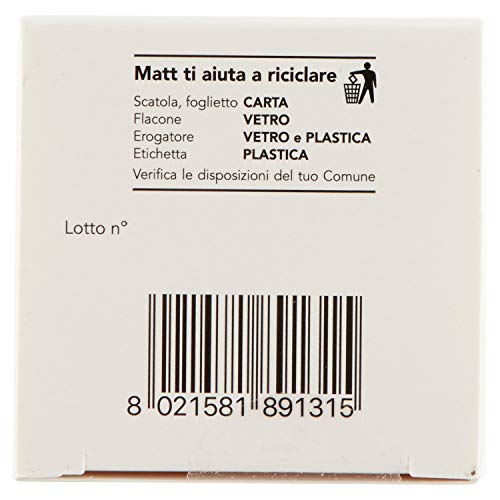 Matt ti aiuta a riciclare
Scatola, foglietto CARTA
Flacone VETRO
Erogatore VETRO e PLASTICA
Etichetta PLASTICA
Verifica le disposizioni del tuo Comune
Lotto n°
8 021581 891315